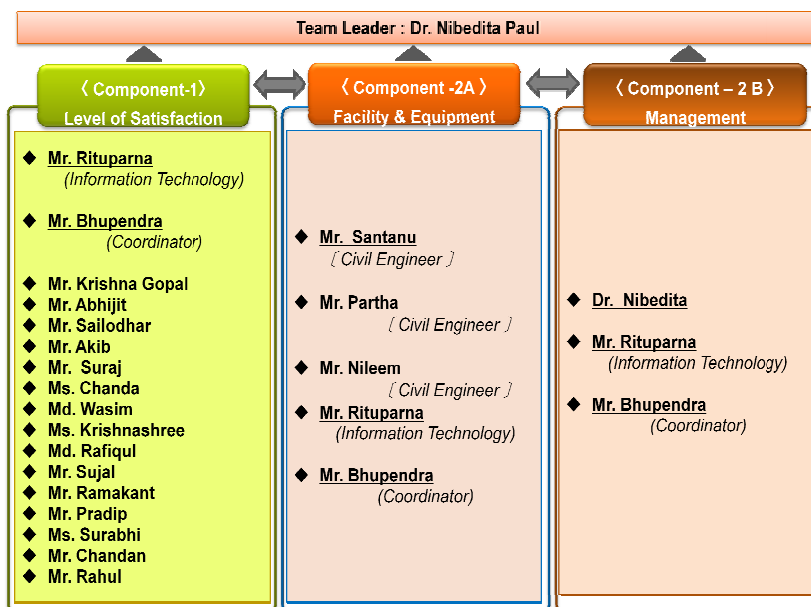 Team Leader : Dr. Nibedita Paul
〈 Component-1〉
Level of Satisfaction
◆ Mr. Rituparna
(Information Technology)
◆ Mr. Bhupendra
(Coordinator)
◆ Mr. Krishna Gopal
◆ Mr. Abhijit
◆ Mr. Sailodhar
◆ Mr. Akib
◆ Mr. Suraj
◆ Ms. Chanda
◆ Md. Wasim
◆ Ms. Krishnashree
◆ Md. Rafiqul
◆ Mr. Sujal
◆ Mr. Ramakant
◆ Mr. Pradip
◆ Ms. Surabhi
◆ Mr. Chandan
◆ Mr. Rahul
〈 Component -2A 〉
Facility & Equipment
◆ Mr. Santanu
〔 Civil Engineer 〕
◆ Mr. Partha
〔 Civil Engineer 〕
◆ Mr. Nileem
〔 Civil Engineer 〕
◆ Mr. Rituparna
(Information Technology)
◆ Mr. Bhupendra
(Coordinator)
〈 Component – 2 B 〉
Management
◆ Dr. Nibedita
◆ Mr. Rituparna
(Information Technology)
◆ Mr. Bhupendra
(Coordinator)